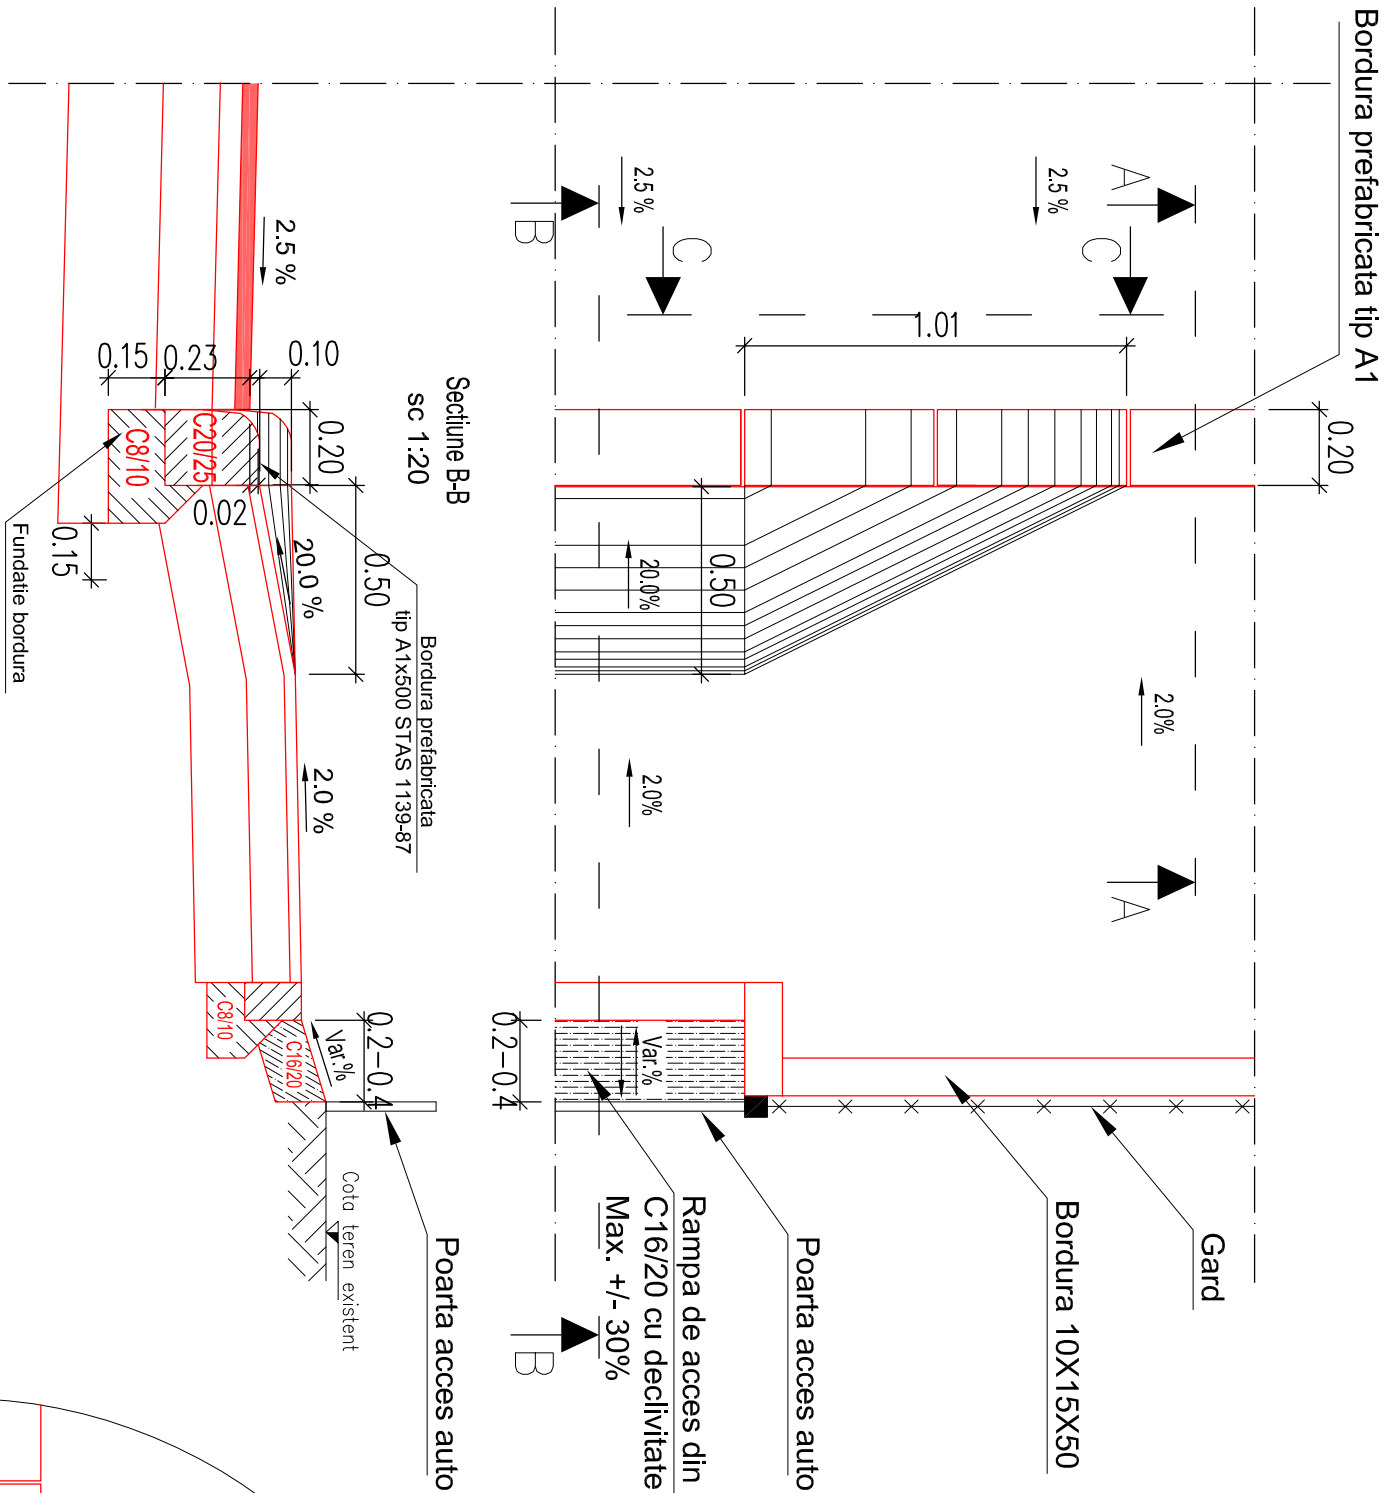 Bordura prefabricata tip A1
0.20
A
2.5 %
C
2.5 %
C
B
1.01
0.50
20.0%
2.0%
2.0%
A
Gard
Bordura 10X15X50
Poarta acces auto
Rampa de acces din
C16/20 cu declivitate
Max. +/- 30%
Var.%
0.2-0.4
B
Sectiune B-B
sc 1:20
2.5 %
0.10
0.23
0.15
0.20
0.50
C20/25
C8/10
0.02
0.15
20.0 %
Bordura prefabricata
tip A1x500 STAS 1139-87
Fundatie bordura
2.0 %
0.2-0.4
Var.%
C16/20
C8/10
Poarta acces auto
Cota teren existent